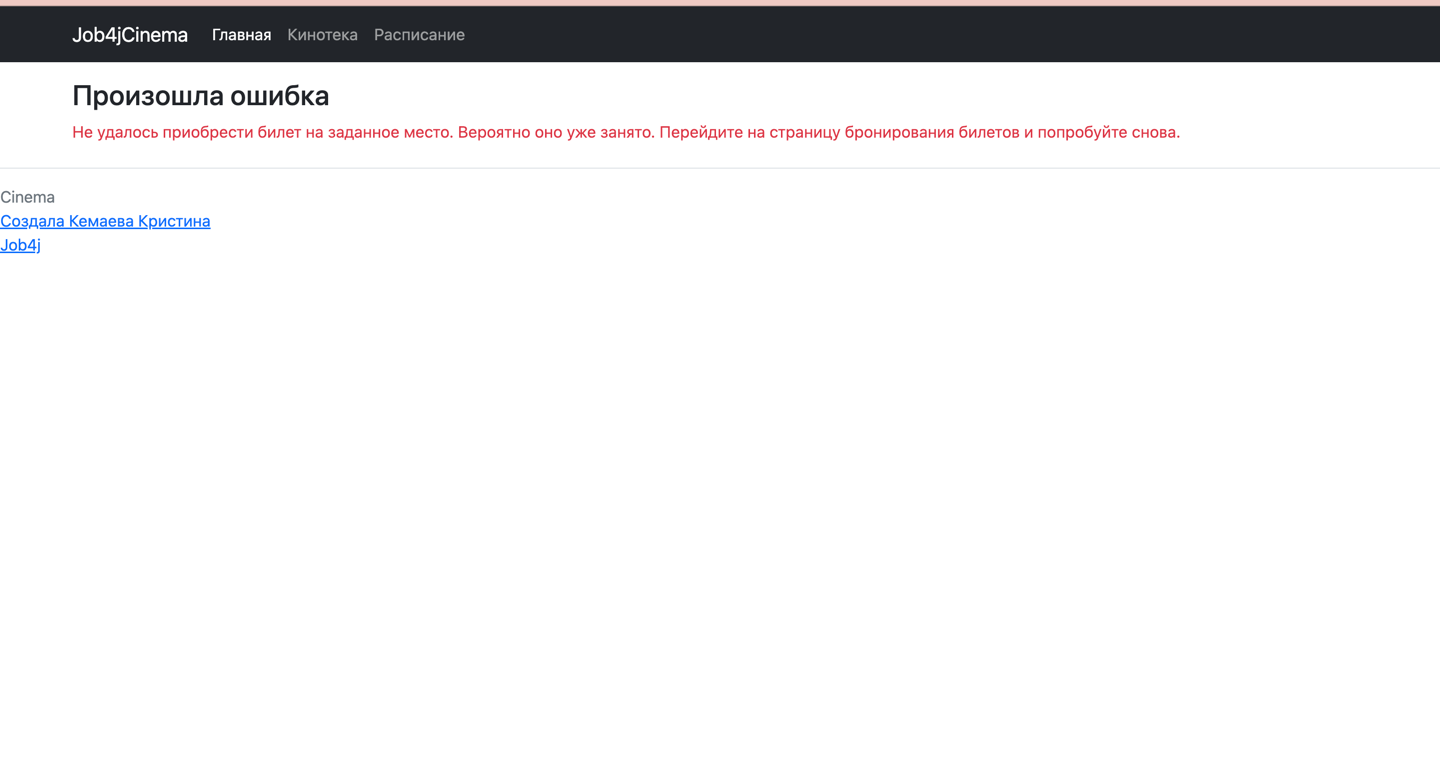 Job4jCinema Главная Кинотека Расписание
Произошла ошибка
Не удалось приобрести билет на заданное место. Вероятно оно уже занято. Перейдите на страницу бронирования билетов и попробуйте снова.
Cinema
Создала Кемаева Кристина
Job4j